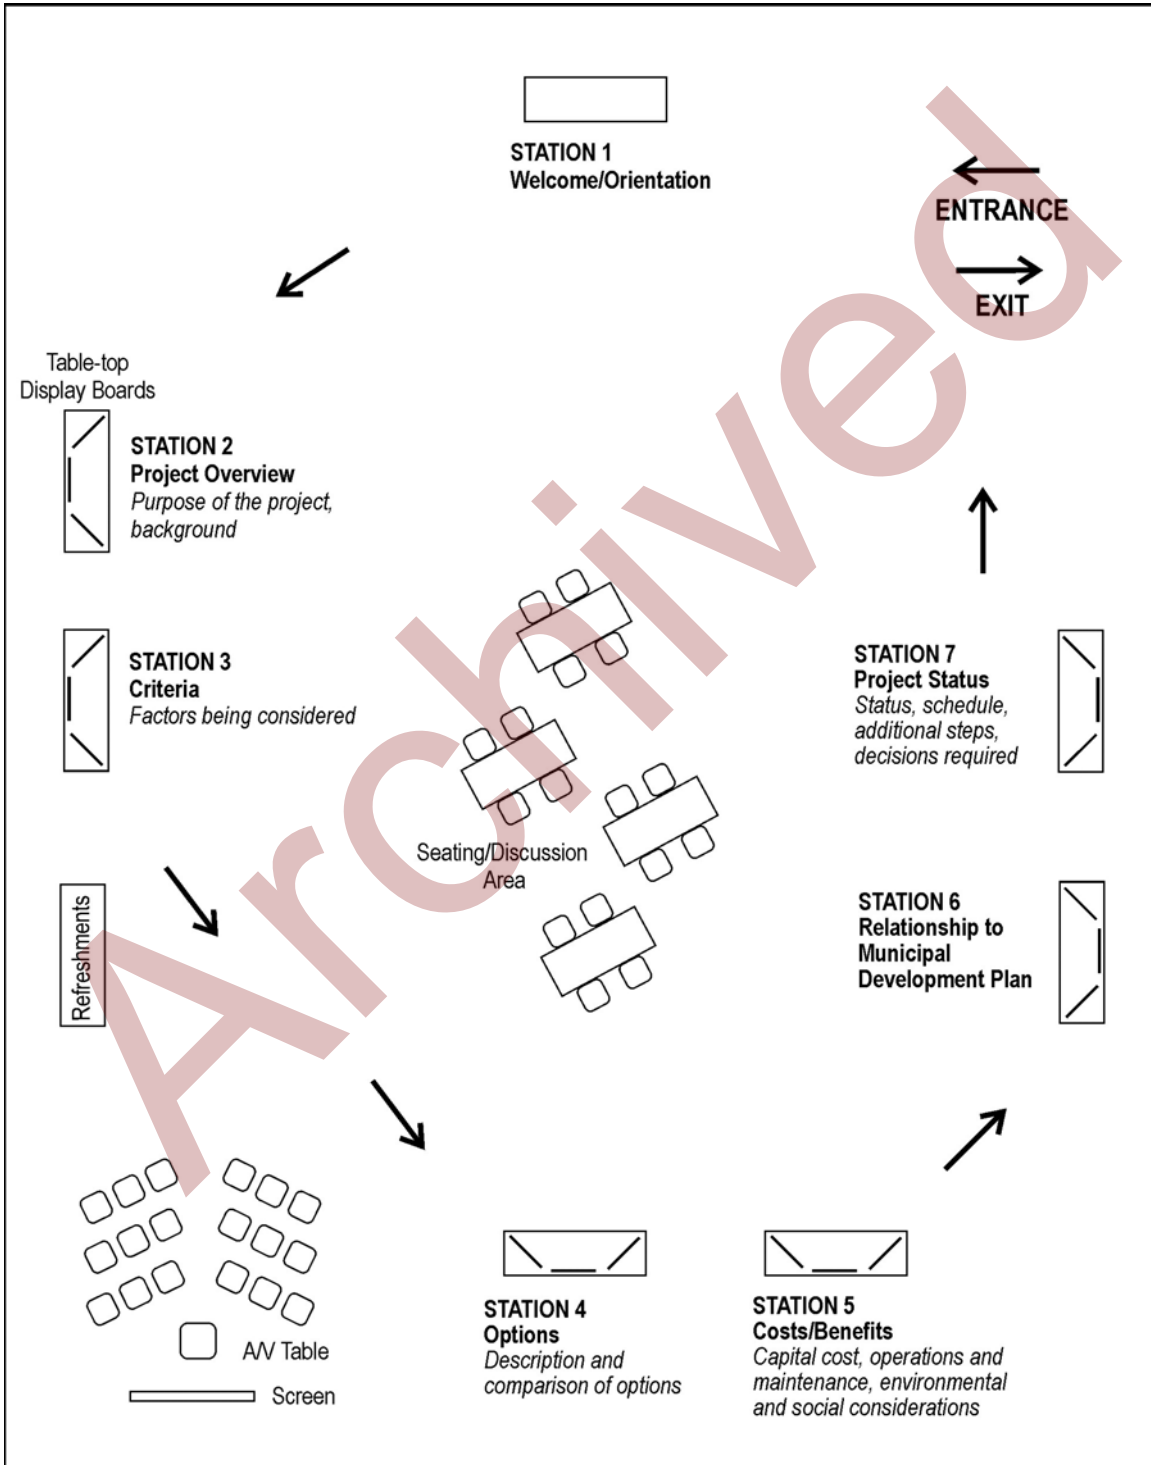 STATION 1
Welcome/Orientation
ENTRANCE
EXIT
Table-top
Display Boards
STATION 2
Project Overview
Purpose of the project,
background
STATION 3
Criteria
Factors being considered
Refreshments
Seating/Discussion
Area
STATION 7
Project Status
Status, schedule,
additional steps,
decisions required
STATION 6
Relationship to
Municipal
Development Plan
A/V Table
Screen
STATION 4
Options
Description and
comparison of options
STATION 5
Costs/Benefits
Capital cost, operations and
maintenance, environmental
and social considerations
Archived